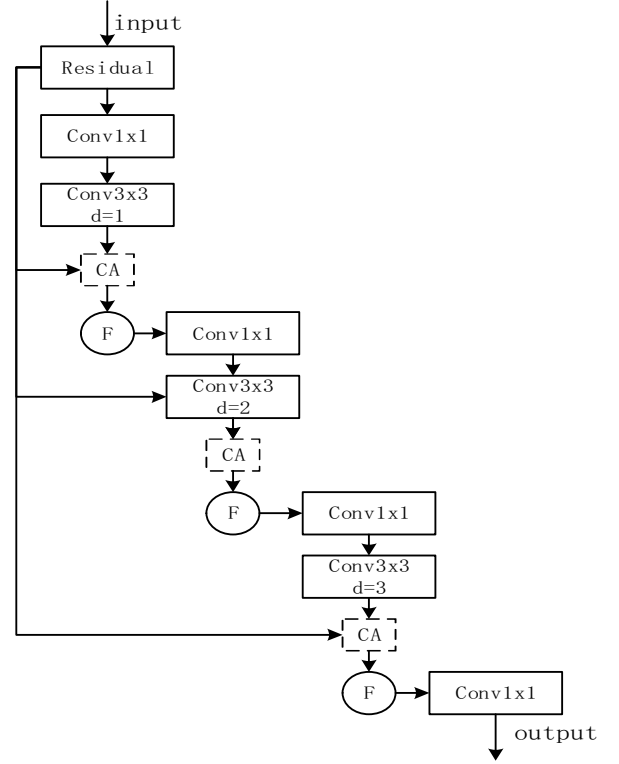 input
Residual
Conv1x1
Conv3x3
d=1
CA
F
Conv1x1
Conv3x3
d=2
CA
F
Conv1x1
Conv3x3
d=3
CA
F
Conv1x1
output